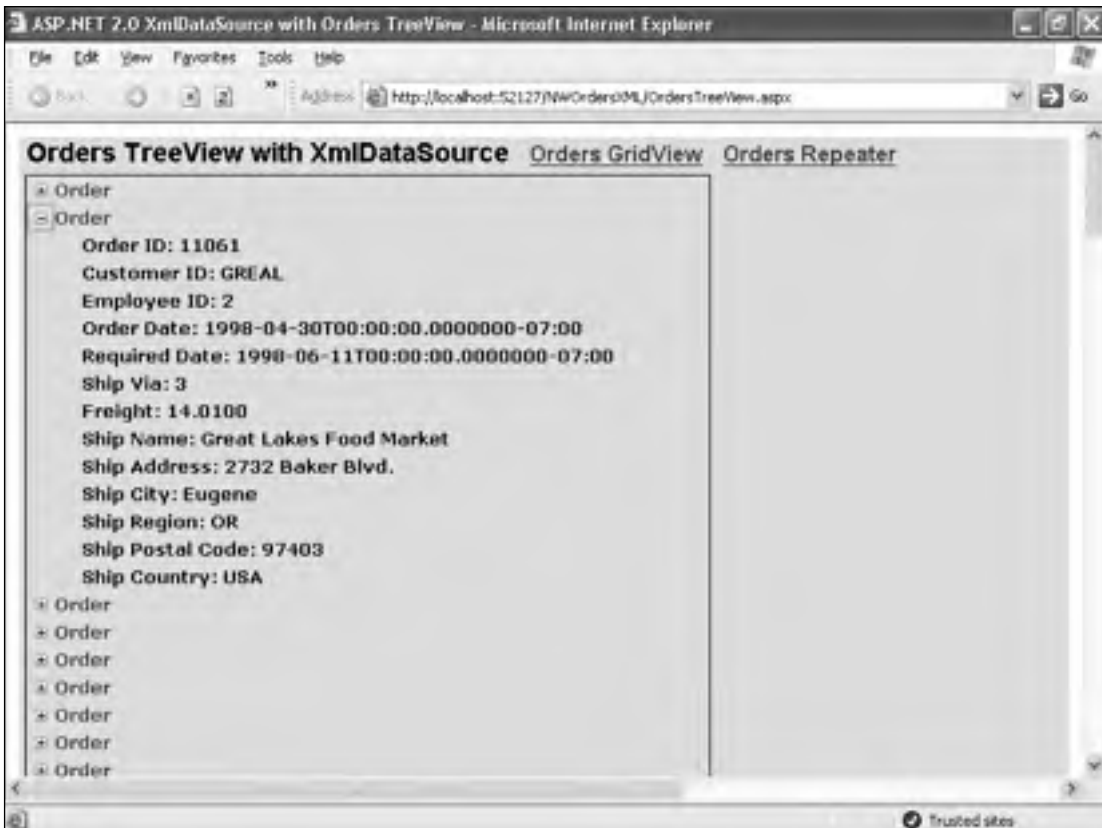 ASP.NET 2.0 XmlDataSource with Orders TreeView - Microsoft Internet Explorer
File Edit View Favorites Tools Help
Back Address http://localhost:52127/NWOrdersXML/OrdersTreeView.aspx Go
Orders TreeView with XmlDataSource Orders GridView Orders Repeater
Order
Order
Order ID: 11061
Customer ID: GREAL
Employee ID: 2
Order Date: 1998-04-30T00:00:00.0000000-07:00
Required Date: 1998-06-11T00:00:00.0000000-07:00
Ship Via: 3
Freight: 14.0100
Ship Name: Great Lakes Food Market
Ship Address: 2732 Baker Blvd.
Ship City: Eugene
Ship Region: OR
Ship Postal Code: 97403
Ship Country: USA
Order
Order
Order
Order
Order
Order
Order
Trusted sites